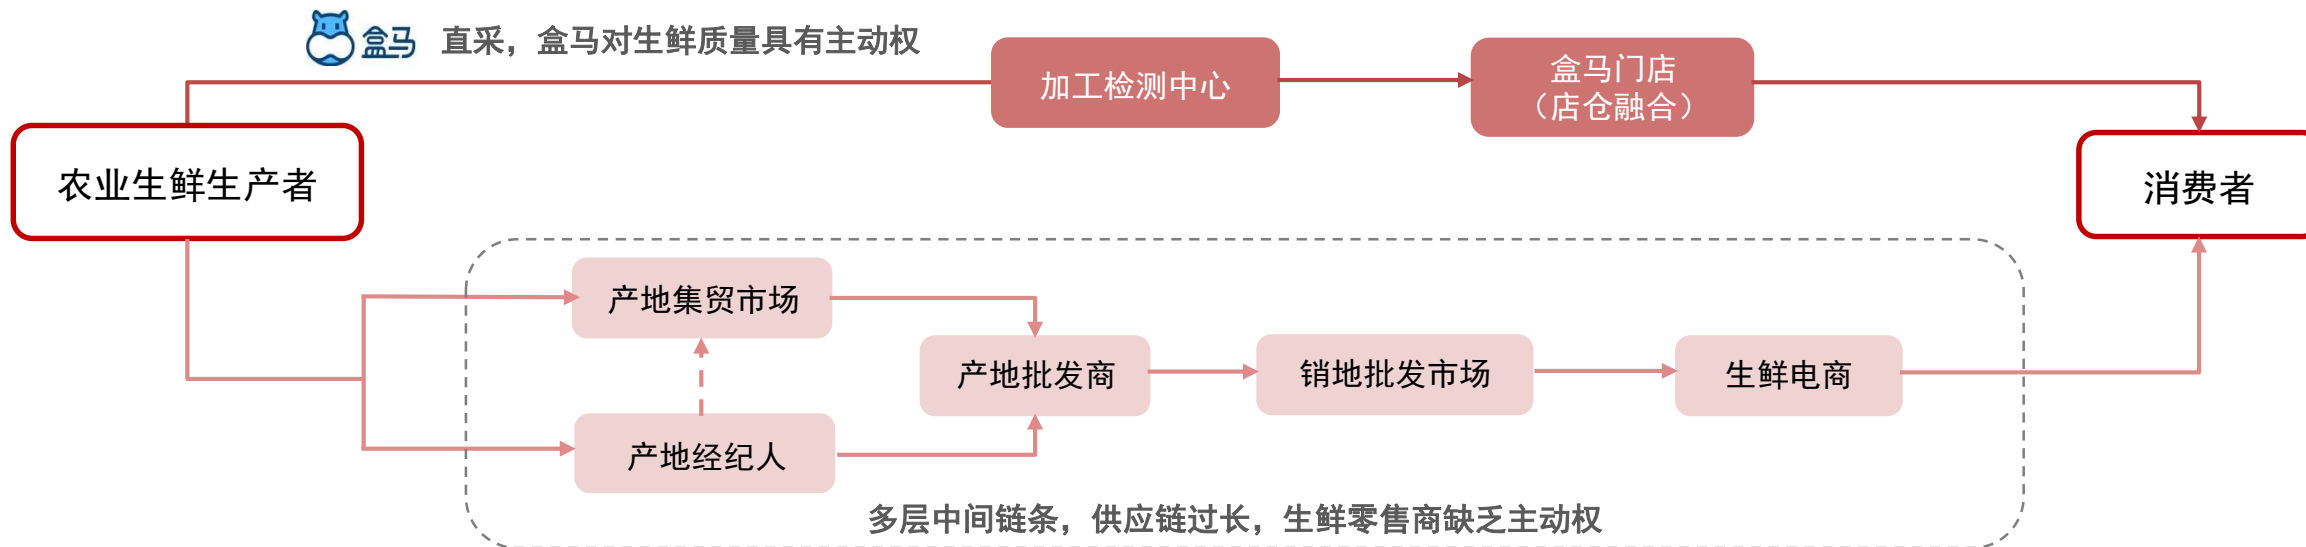 盒马
直采，盒马对生鲜质量具有主动权
加工检测中心
盒马门店
（店仓融合）
农业生鲜生产者
消费者
产地集贸市场
产地批发商
销地批发市场
生鲜电商
产地经纪人
多层中间链条，供应链过长，生鲜零售商缺乏主动权